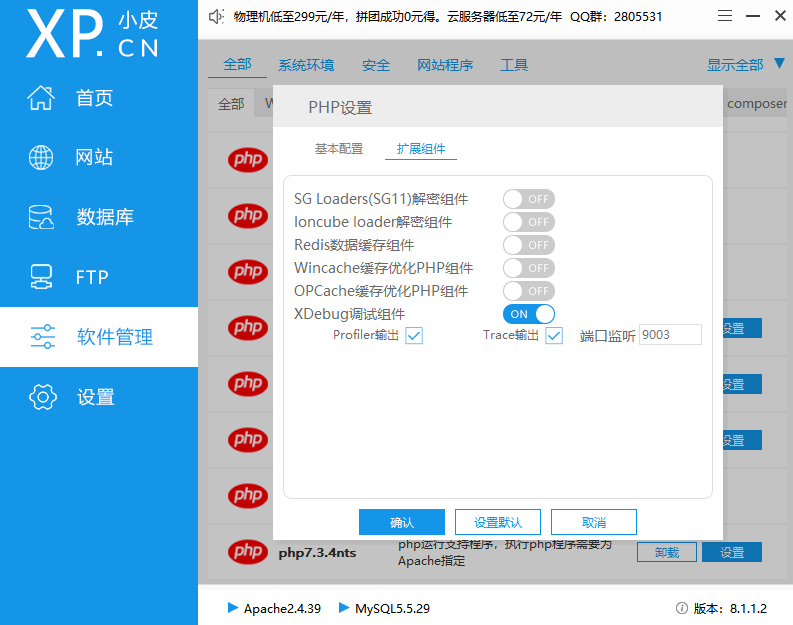 XP.CN 小皮
物理机低至299元/年，拼团成功0元得。云服务器低至72元/年 QQ群：2805531
首页
网站
数据库
FTP
软件管理
设置
全部 系统环境 安全 网站程序 工具 显示全部
全部 W composer
PHP设置
基本配置 扩展组件
SG Loaders(SG11)解密组件 OFF
Ioncube loader解密组件 OFF
Redis数据缓存组件 OFF
Wincache缓存优化PHP组件 OFF
OPCache缓存优化PHP组件 OFF
XDebug调试组件 ON
Profiler输出 Trace输出 端口监听 9003
确认 设置默认 取消
php
php
php
php 设置
php 设置
php 设置
php
php php7.3.4nts php运行支持程序，执行php程序需要为
Apache指定 卸载 设置
Apache2.4.39 MySQL5.5.29 版本：8.1.1.2